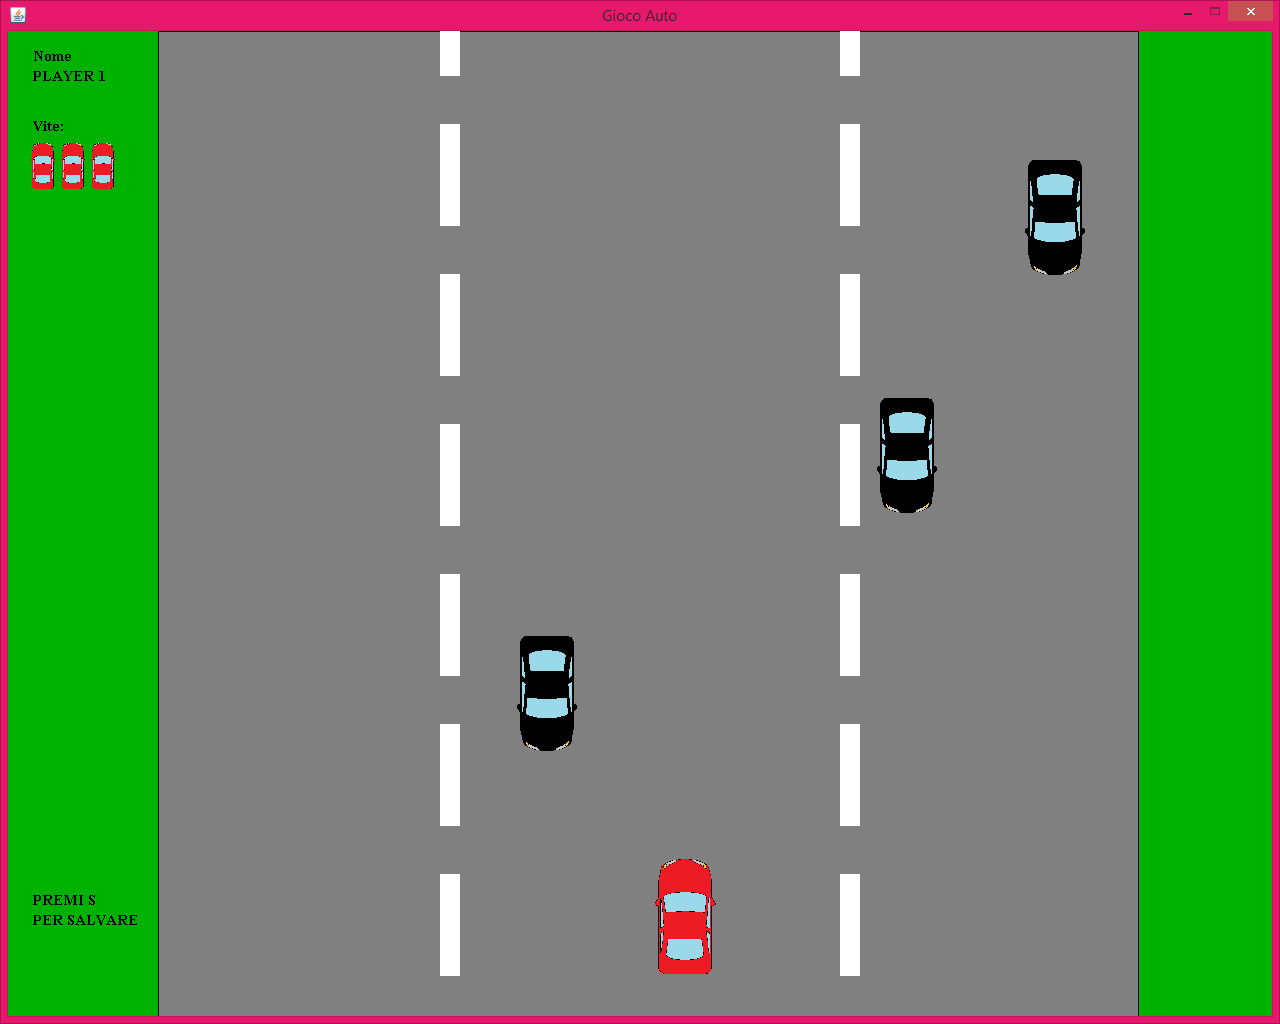 Gioco Auto
Nome
PLAYER 1
Vite:
PREMI S
PER SALVARE